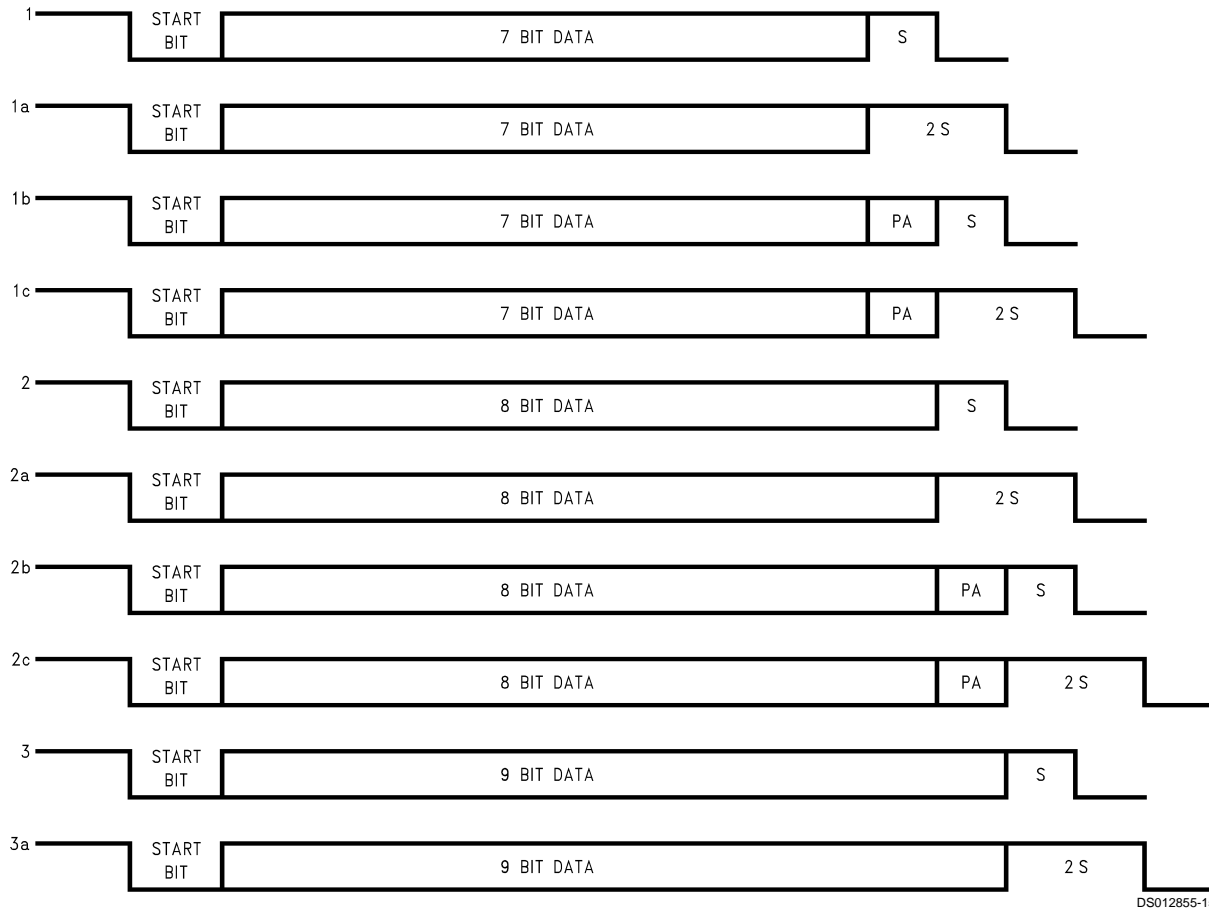 1
START
BIT
7 BIT DATA
S
1a
START
BIT
7 BIT DATA
2 S
1b
START
BIT
7 BIT DATA
PA
S
1c
START
BIT
7 BIT DATA
PA
2 S
2
START
BIT
8 BIT DATA
S
2a
START
BIT
8 BIT DATA
2 S
2b
START
BIT
8 BIT DATA
PA
S
2c
START
BIT
8 BIT DATA
PA
2 S
3
START
BIT
9 BIT DATA
S
3a
START
BIT
9 BIT DATA
2 S